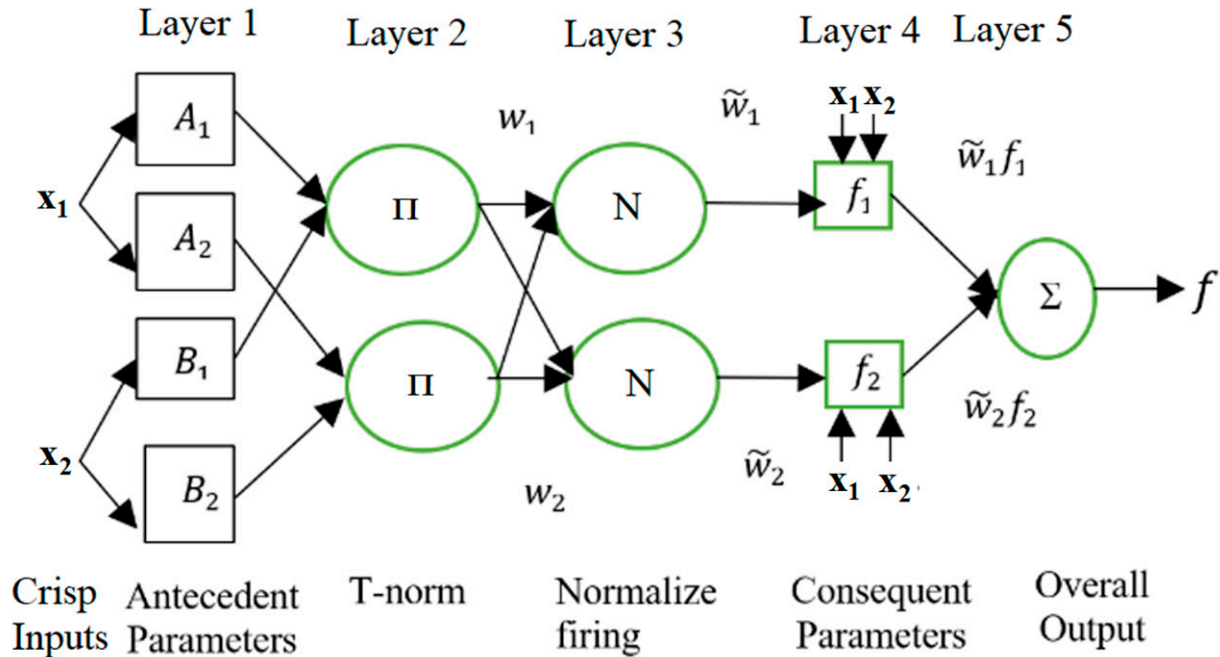 Layer 1 Layer 2 Layer 3 Layer 4 Layer 5
x₁ x₂
A₁ w₁ w̃₁
w̃₁f₁
Π N f₁
x₁
A₂
Σ f
B₁
Π N f₂
w̃₂f₂
x₂
B₂ w₂ w̃₂ x₁ x₂
Crisp Inputs
Antecedent Parameters
T-norm
Normalize firing
Consequent Parameters
Overall Output